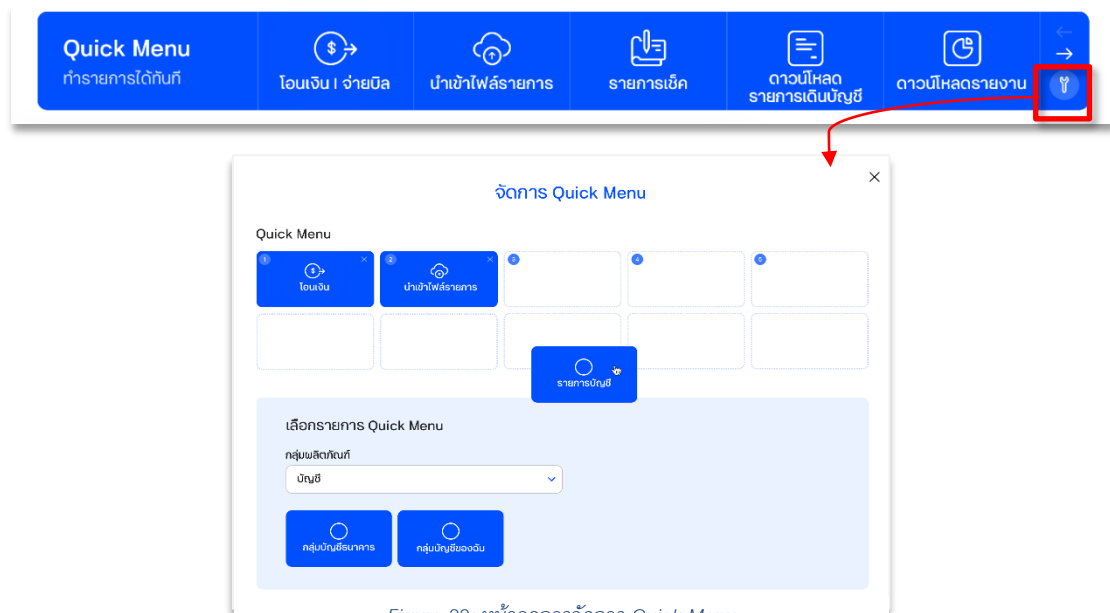 Quick Menu
ทำรายการได้ทันที
โอนเงิน | จ่ายบิล
นำเข้าไฟล์รายการ
รายการเช็ค
ดาวน์โหลด
รายการเดินบัญชี
ดาวน์โหลดรายงาน
จัดการ Quick Menu
Quick Menu
1
โอนเงิน
2
นำเข้าไฟล์รายการ
3
4
5
รายการบัญชี
เลือกรายการ Quick Menu
กลุ่มผลิตภัณฑ์
บัญชี
กลุ่มบัญชีธนาคาร
กลุ่มบัญชีของฉัน